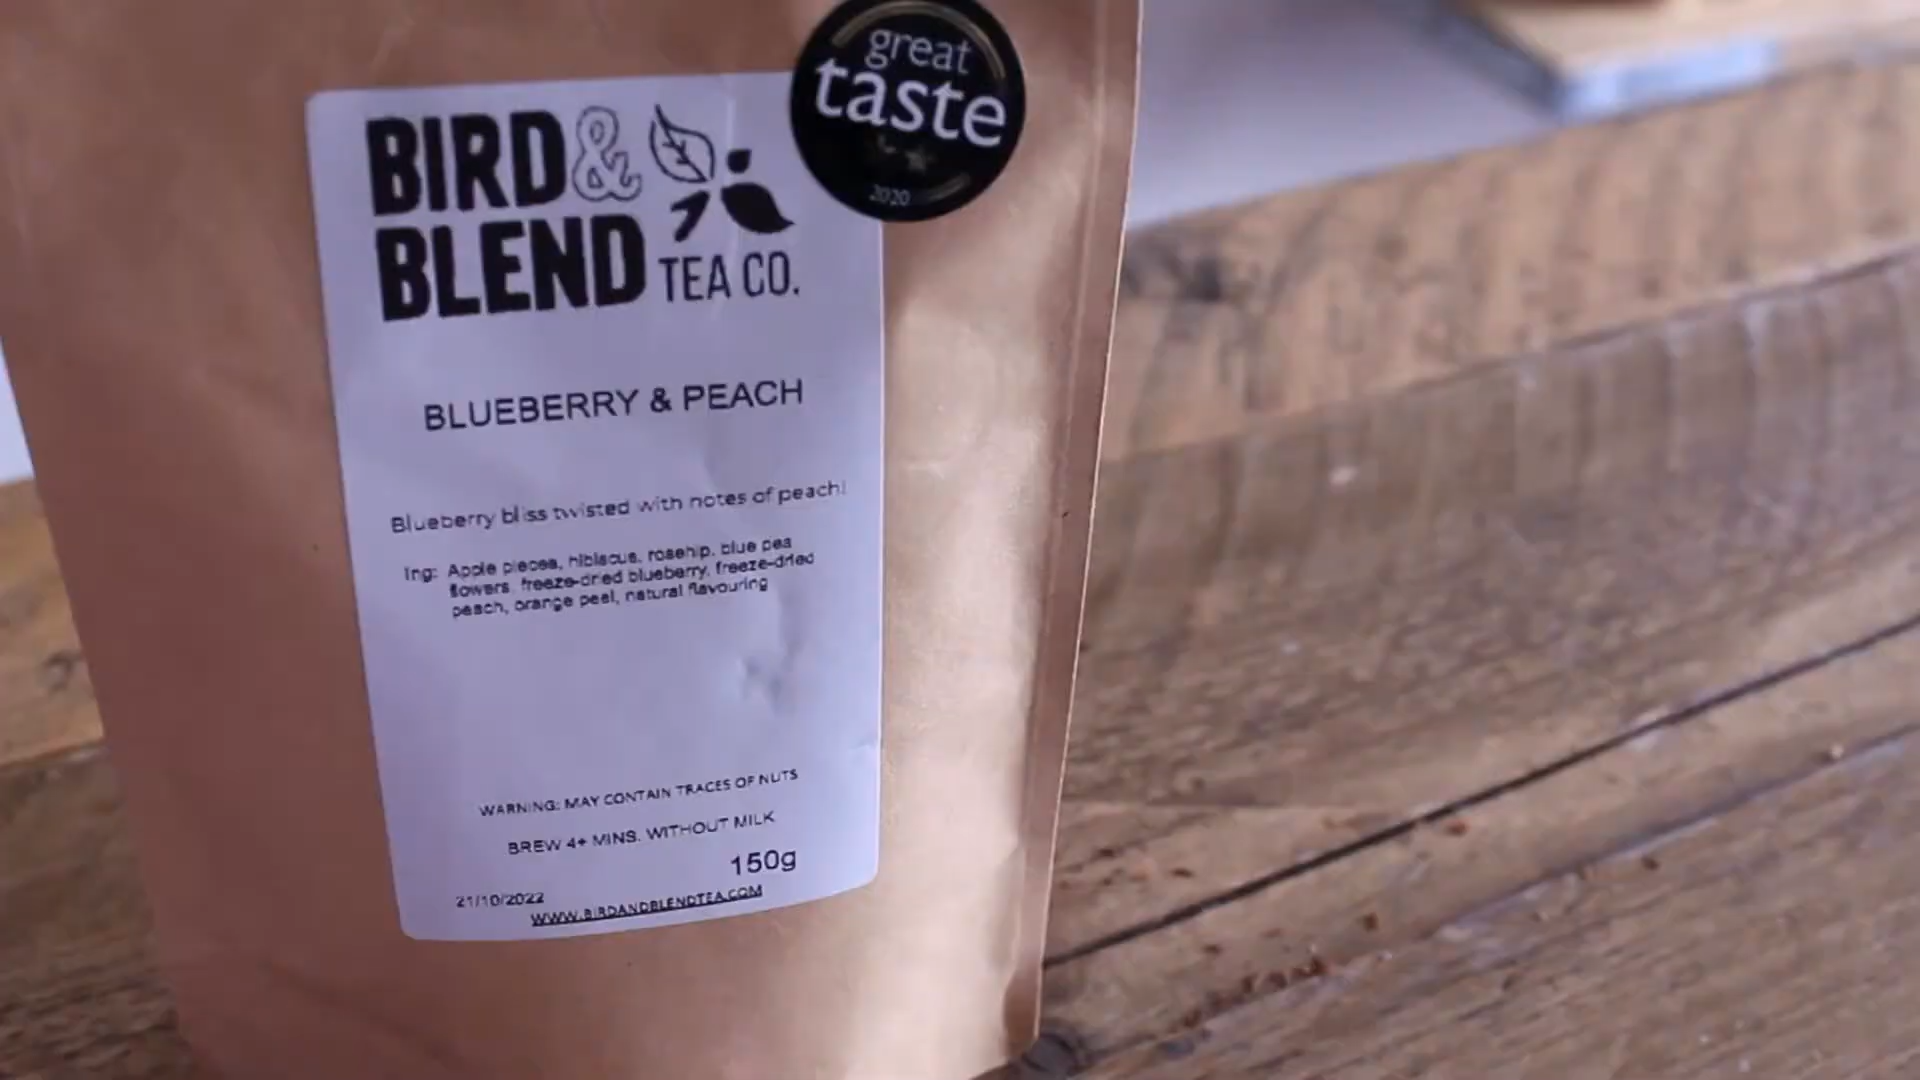 great
taste
2020
BIRD &
BLEND TEA CO.
BLUEBERRY & PEACH
Blueberry bliss twisted with notes of peach!
Ing: Apple pieces, hibiscus, rosehip, blue pea
flowers, freeze-dried blueberry, freeze-dried
peach, orange peel, natural flavouring
WARNING: MAY CONTAIN TRACES OF NUTS
BREW 4+ MINS. WITHOUT MILK
150g
21/10/2022
WWW.BIRDANDBLENDTEA.COM